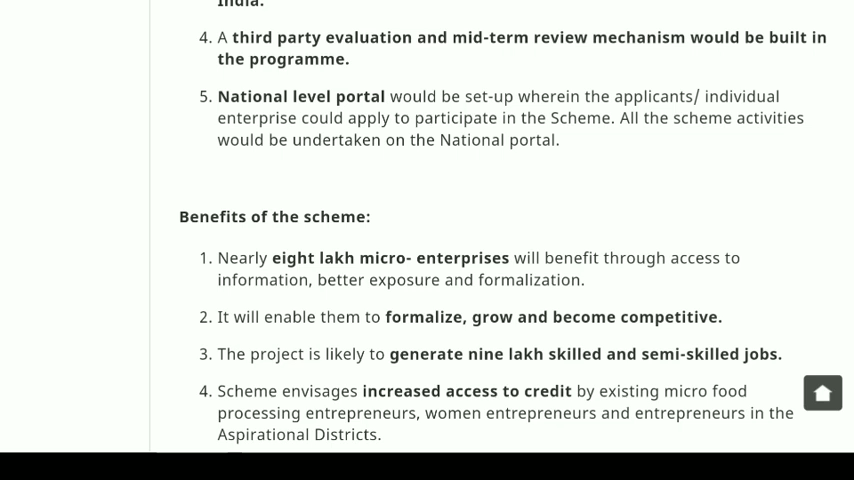 India.
4. A third party evaluation and mid-term review mechanism would be built in
the programme.
5. National level portal would be set-up wherein the applicants/ individual
enterprise could apply to participate in the Scheme. All the scheme activities
would be undertaken on the National portal.
Benefits of the scheme:
1. Nearly eight lakh micro- enterprises will benefit through access to
information, better exposure and formalization.
2. It will enable them to formalize, grow and become competitive.
3. The project is likely to generate nine lakh skilled and semi-skilled jobs.
4. Scheme envisages increased access to credit by existing micro food
processing entrepreneurs, women entrepreneurs and entrepreneurs in the
Aspirational Districts.